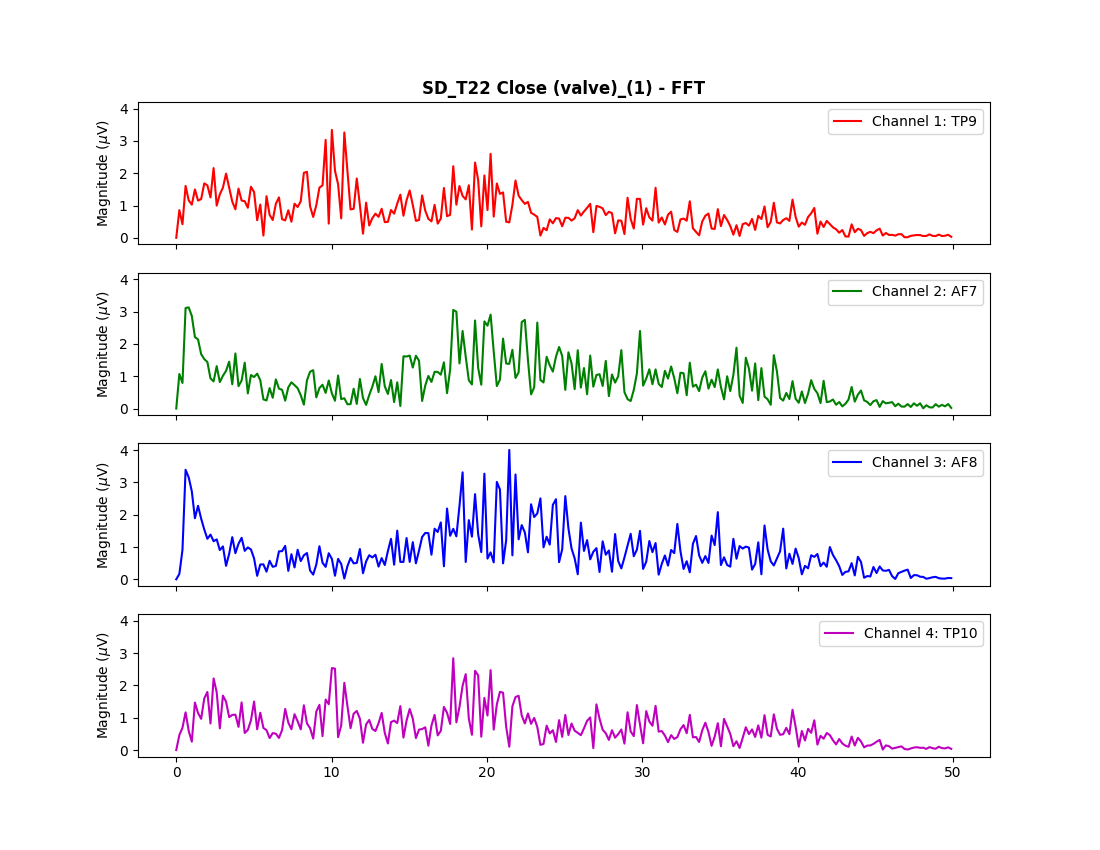 SD_T22 Close (valve)_(1) - FFT
4
3
2
1
0
Magnitude (μV)
Channel 1: TP9
4
3
2
1
0
Magnitude (μV)
Channel 2: AF7
4
3
2
1
0
Magnitude (μV)
Channel 3: AF8
4
3
2
1
0
Magnitude (μV)
Channel 4: TP10
0 10 20 30 40 50